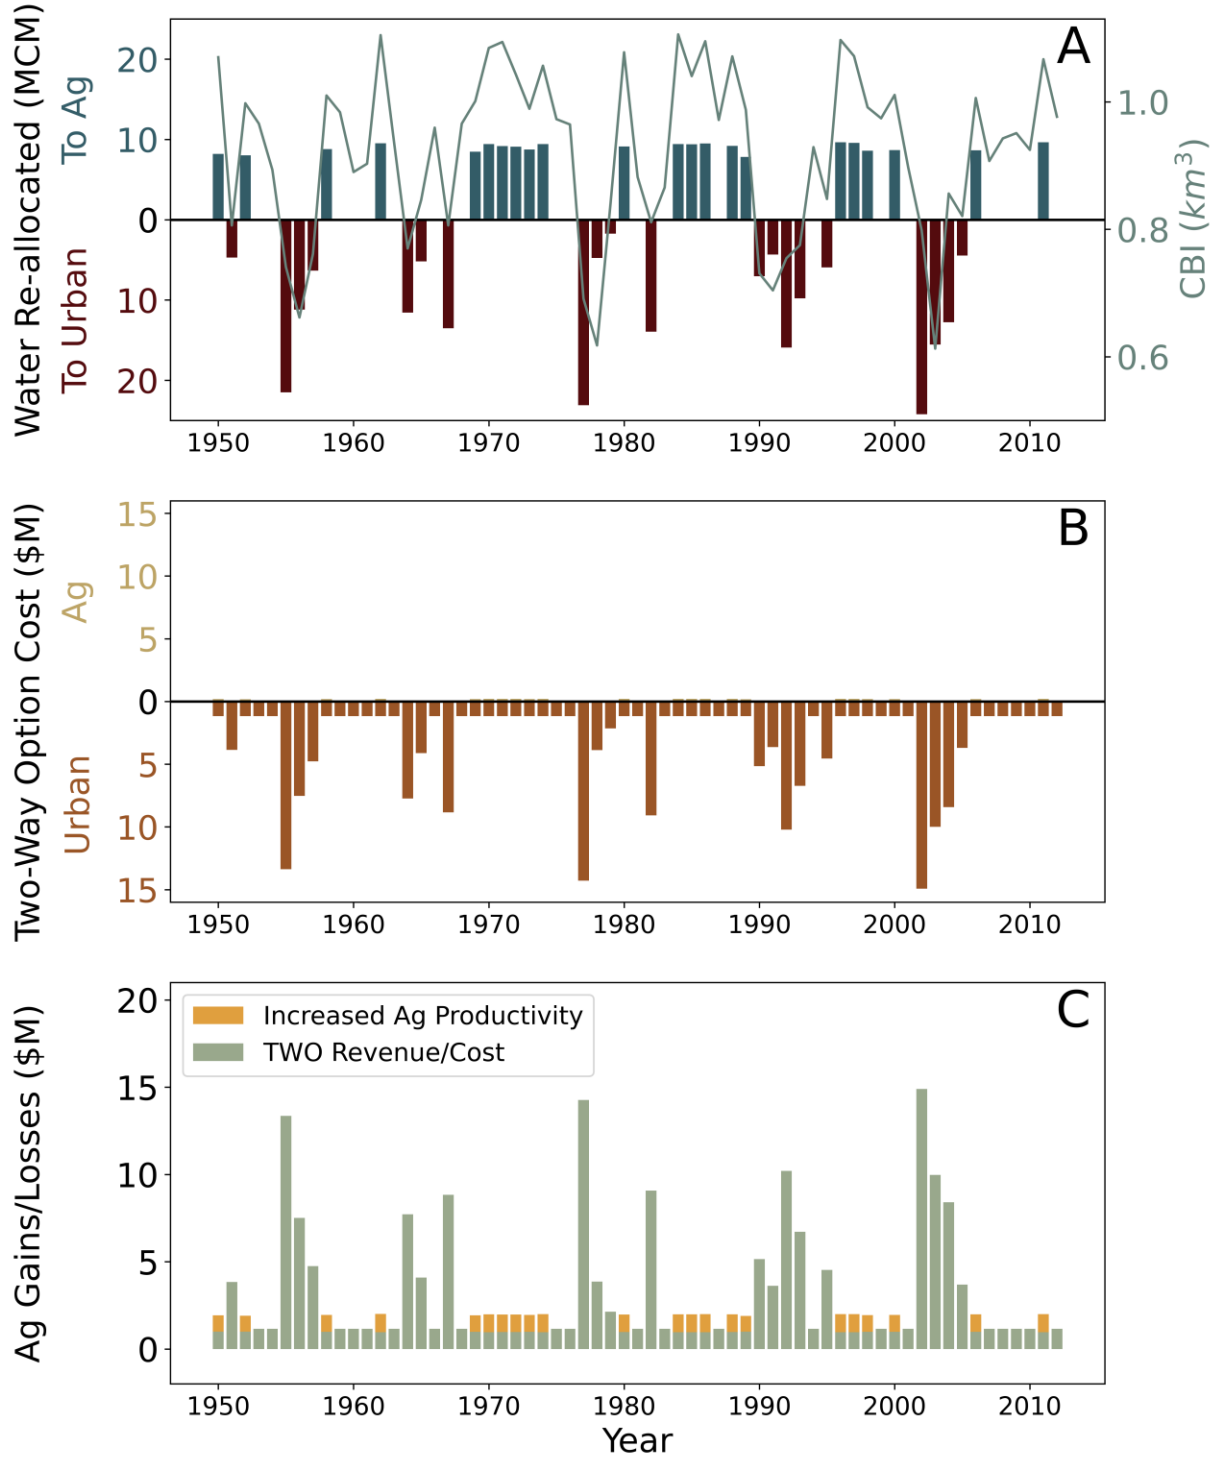 Water Re-allocated (MCM)
To Ag
To Urban
20
10
0
10
20
A
1.0
0.8
0.6
CBI (km³)
1950 1960 1970 1980 1990 2000 2010
Two-Way Option Cost ($M)
Ag
Urban
15
10
5
0
5
10
15
B
1950 1960 1970 1980 1990 2000 2010
Ag Gains/Losses ($M)
20
15
10
5
0
Increased Ag Productivity
TWO Revenue/Cost
C
1950 1960 1970 1980 1990 2000 2010
Year